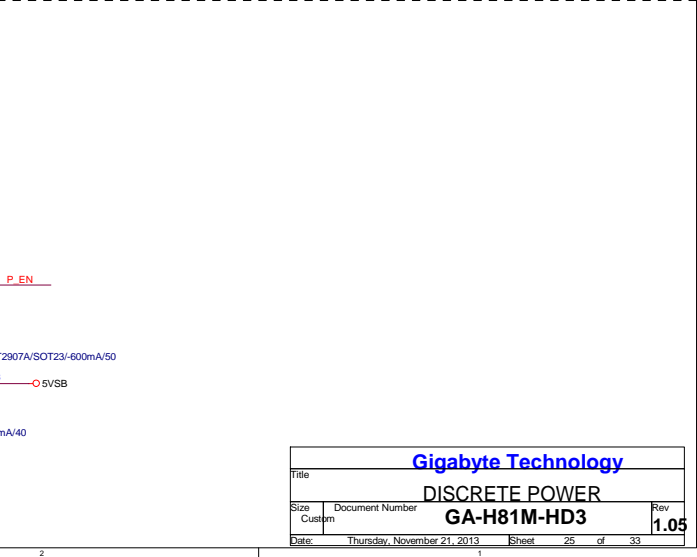 P_EN
2907A/SOT23/-600mA/50
5VSB
mA/40
Gigabyte Technology
Title
DISCRETE POWER
Size Document Number Rev
Custom GA-H81M-HD3 1.05
Date: Thursday, November 21, 2013 Sheet 25 of 33
2 1